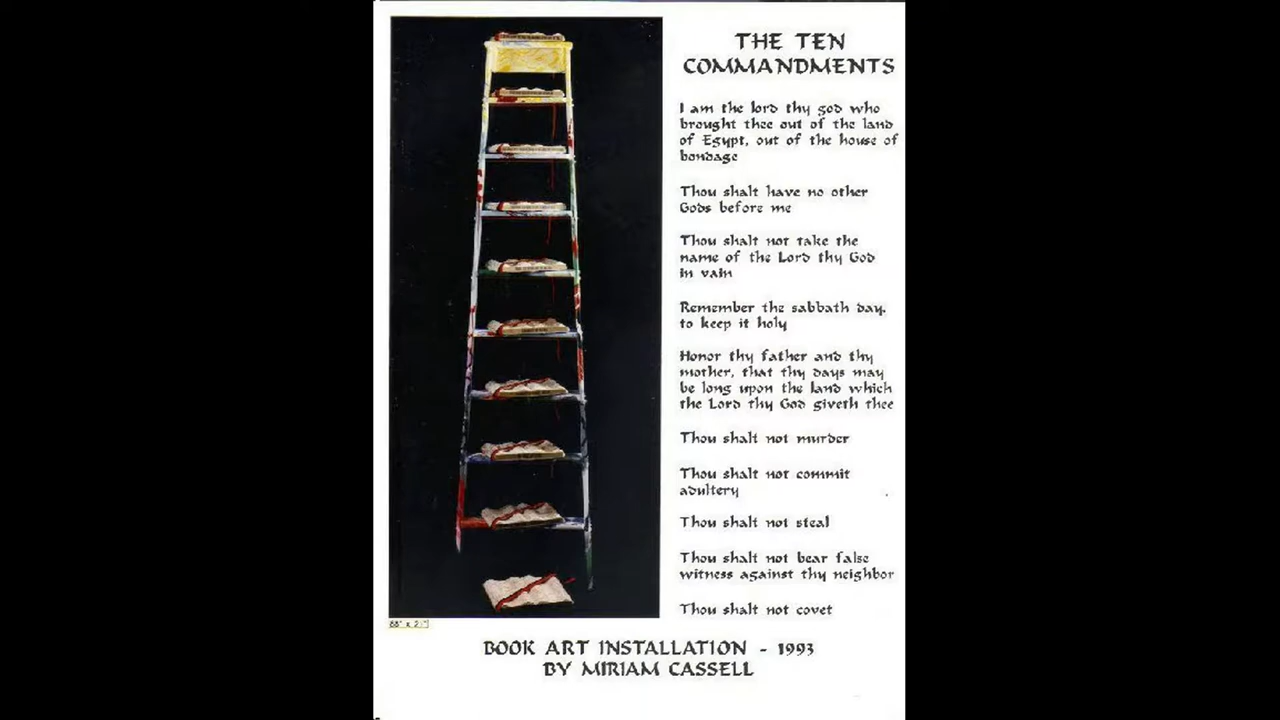 THE TEN
COMMANDMENTS
I am the lord thy god who
brought thee out of the land
of Egypt, out of the house of
bondage
Thou shalt have no other
Gods before me
Thou shalt not take the
name of the Lord thy God
in vain
Remember the sabbath day,
to keep it holy
Honor thy father and thy
mother, that thy days may
be long upon the land which
the Lord thy God giveth thee
Thou shalt not murder
Thou shalt not commit
adultery
Thou shalt not steal
Thou shalt not bear false
witness against thy neighbor
Thou shalt not covet
BOOK ART INSTALLATION - 1993
BY MIRIAM CASSELL